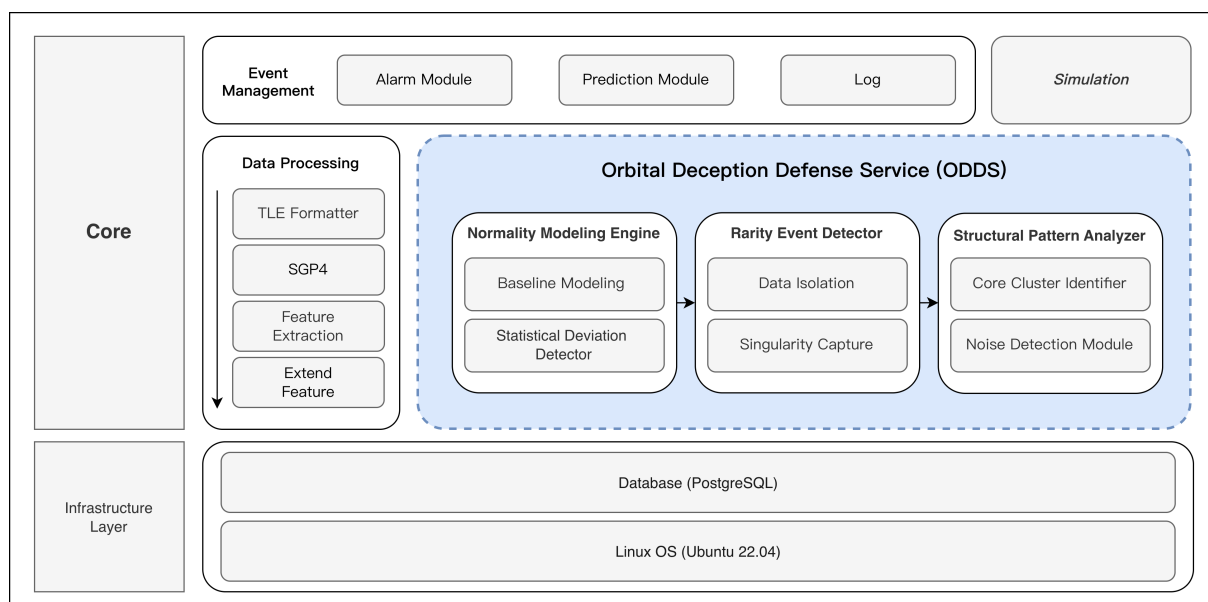 Core
Event
Management
Alarm Module
Prediction Module
Log
Simulation
Data Processing
TLE Formatter
SGP4
Feature
Extraction
Extend
Feature
Orbital Deception Defense Service (ODDS)
Normality Modeling Engine
Baseline Modeling
Statistical Deviation
Detector
Rarity Event Detector
Data Isolation
Singularity Capture
Structural Pattern Analyzer
Core Cluster Identifier
Noise Detection Module
Infrastructure
Layer
Database (PostgreSQL)
Linux OS (Ubuntu 22.04)